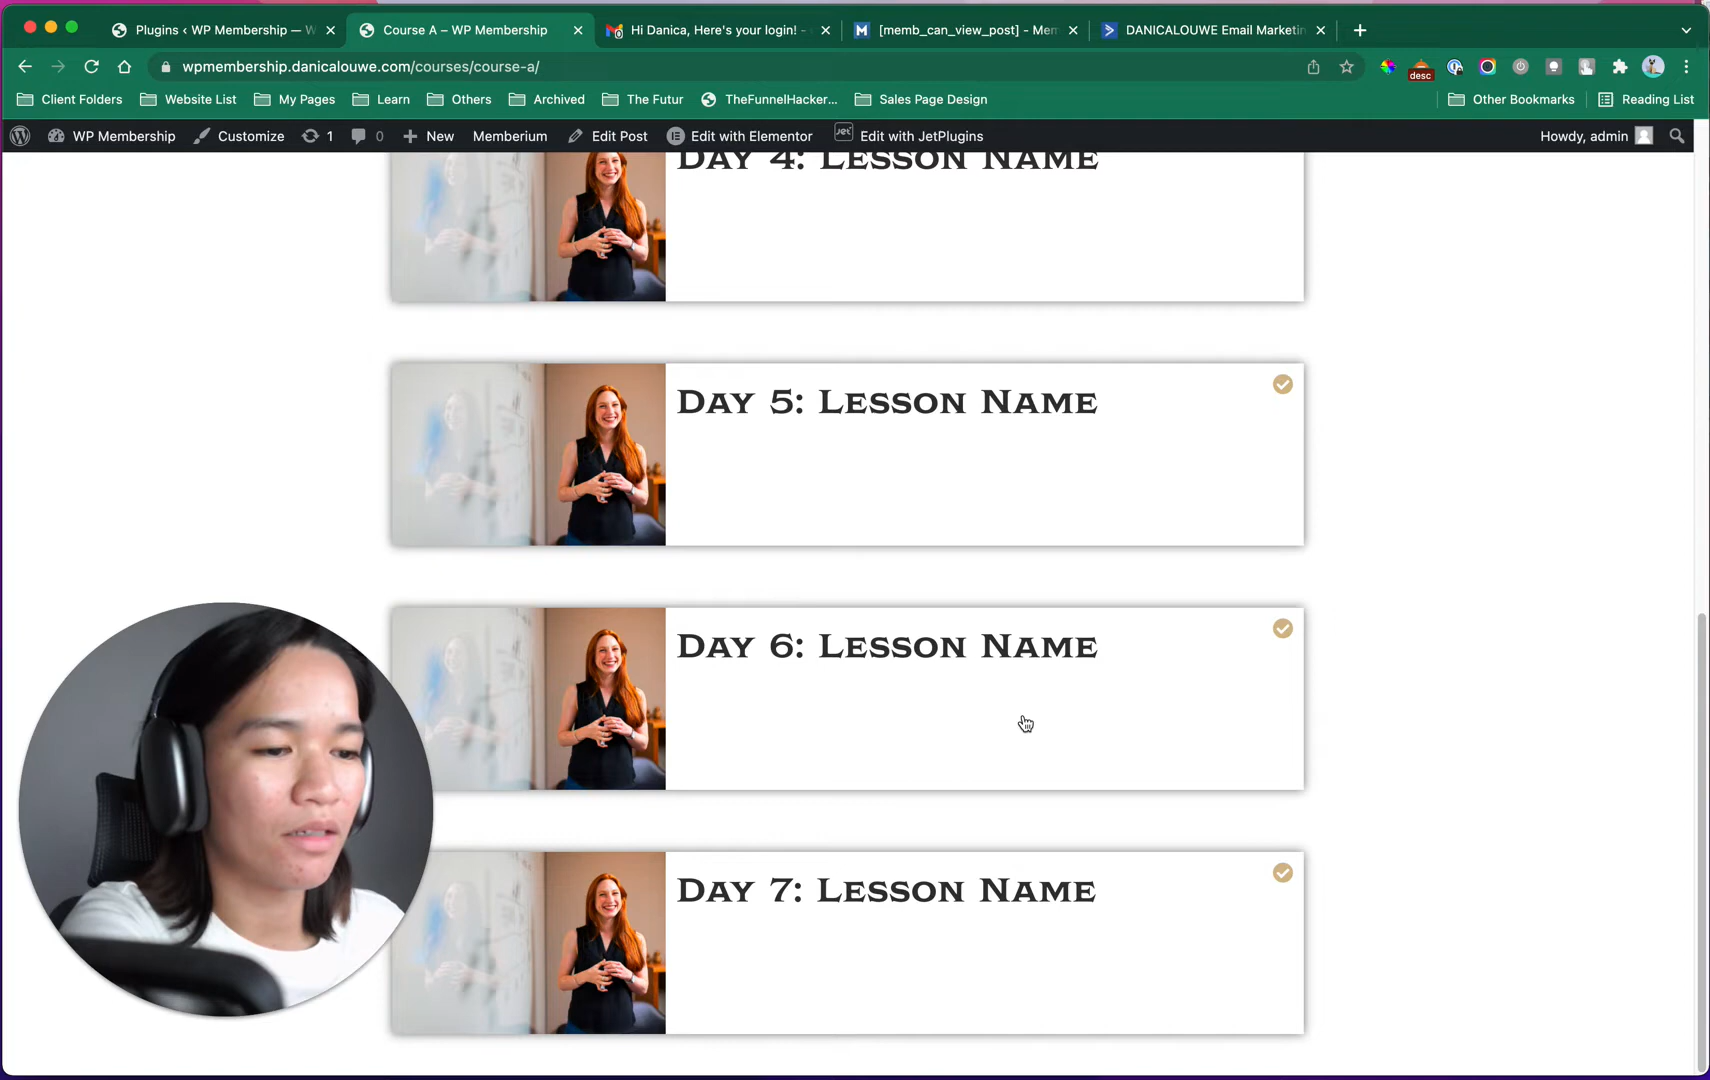 Plugins ‹ WP Membership — W
Course A – WP Membership
Hi Danica, Here's your login! -
[memb_can_view_post] - Mem
DANICALOUWE Email Marketin
wpmembership.danicalouwe.com/courses/course-a/
desc
Client Folders
Website List
My Pages
Learn
Others
Archived
The Futur
TheFunnelHacker...
Sales Page Design
Other Bookmarks
Reading List
WP Membership
Customize
1
0
New
Memberium
Edit Post
Edit with Elementor
Jet
Edit with JetPlugins
Howdy, admin
Day 4: Lesson Name
Day 5: Lesson Name
Day 6: Lesson Name
Day 7: Lesson Name